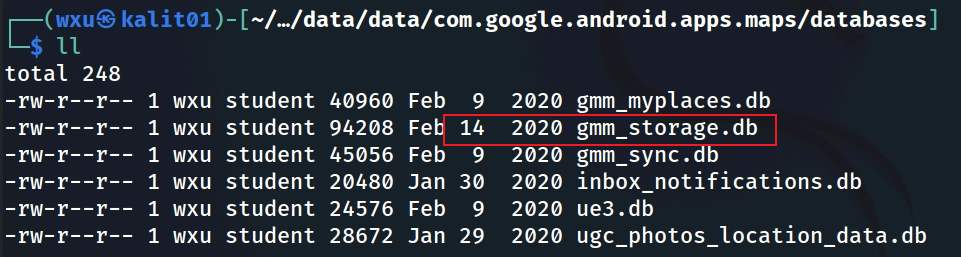 ┌──(wxu㉿kalit01)-[~/…/data/data/com.google.android.apps.maps/databases]
└─$ ll
total 248
-rw-r--r-- 1 wxu student 40960 Feb  9  2020 gmm_myplaces.db
-rw-r--r-- 1 wxu student 94208 Feb 14  2020 gmm_storage.db
-rw-r--r-- 1 wxu student 45056 Feb  9  2020 gmm_sync.db
-rw-r--r-- 1 wxu student 20480 Jan 30  2020 inbox_notifications.db
-rw-r--r-- 1 wxu student 24576 Feb  9  2020 ue3.db
-rw-r--r-- 1 wxu student 28672 Jan 29  2020 ugc_photos_location_data.db